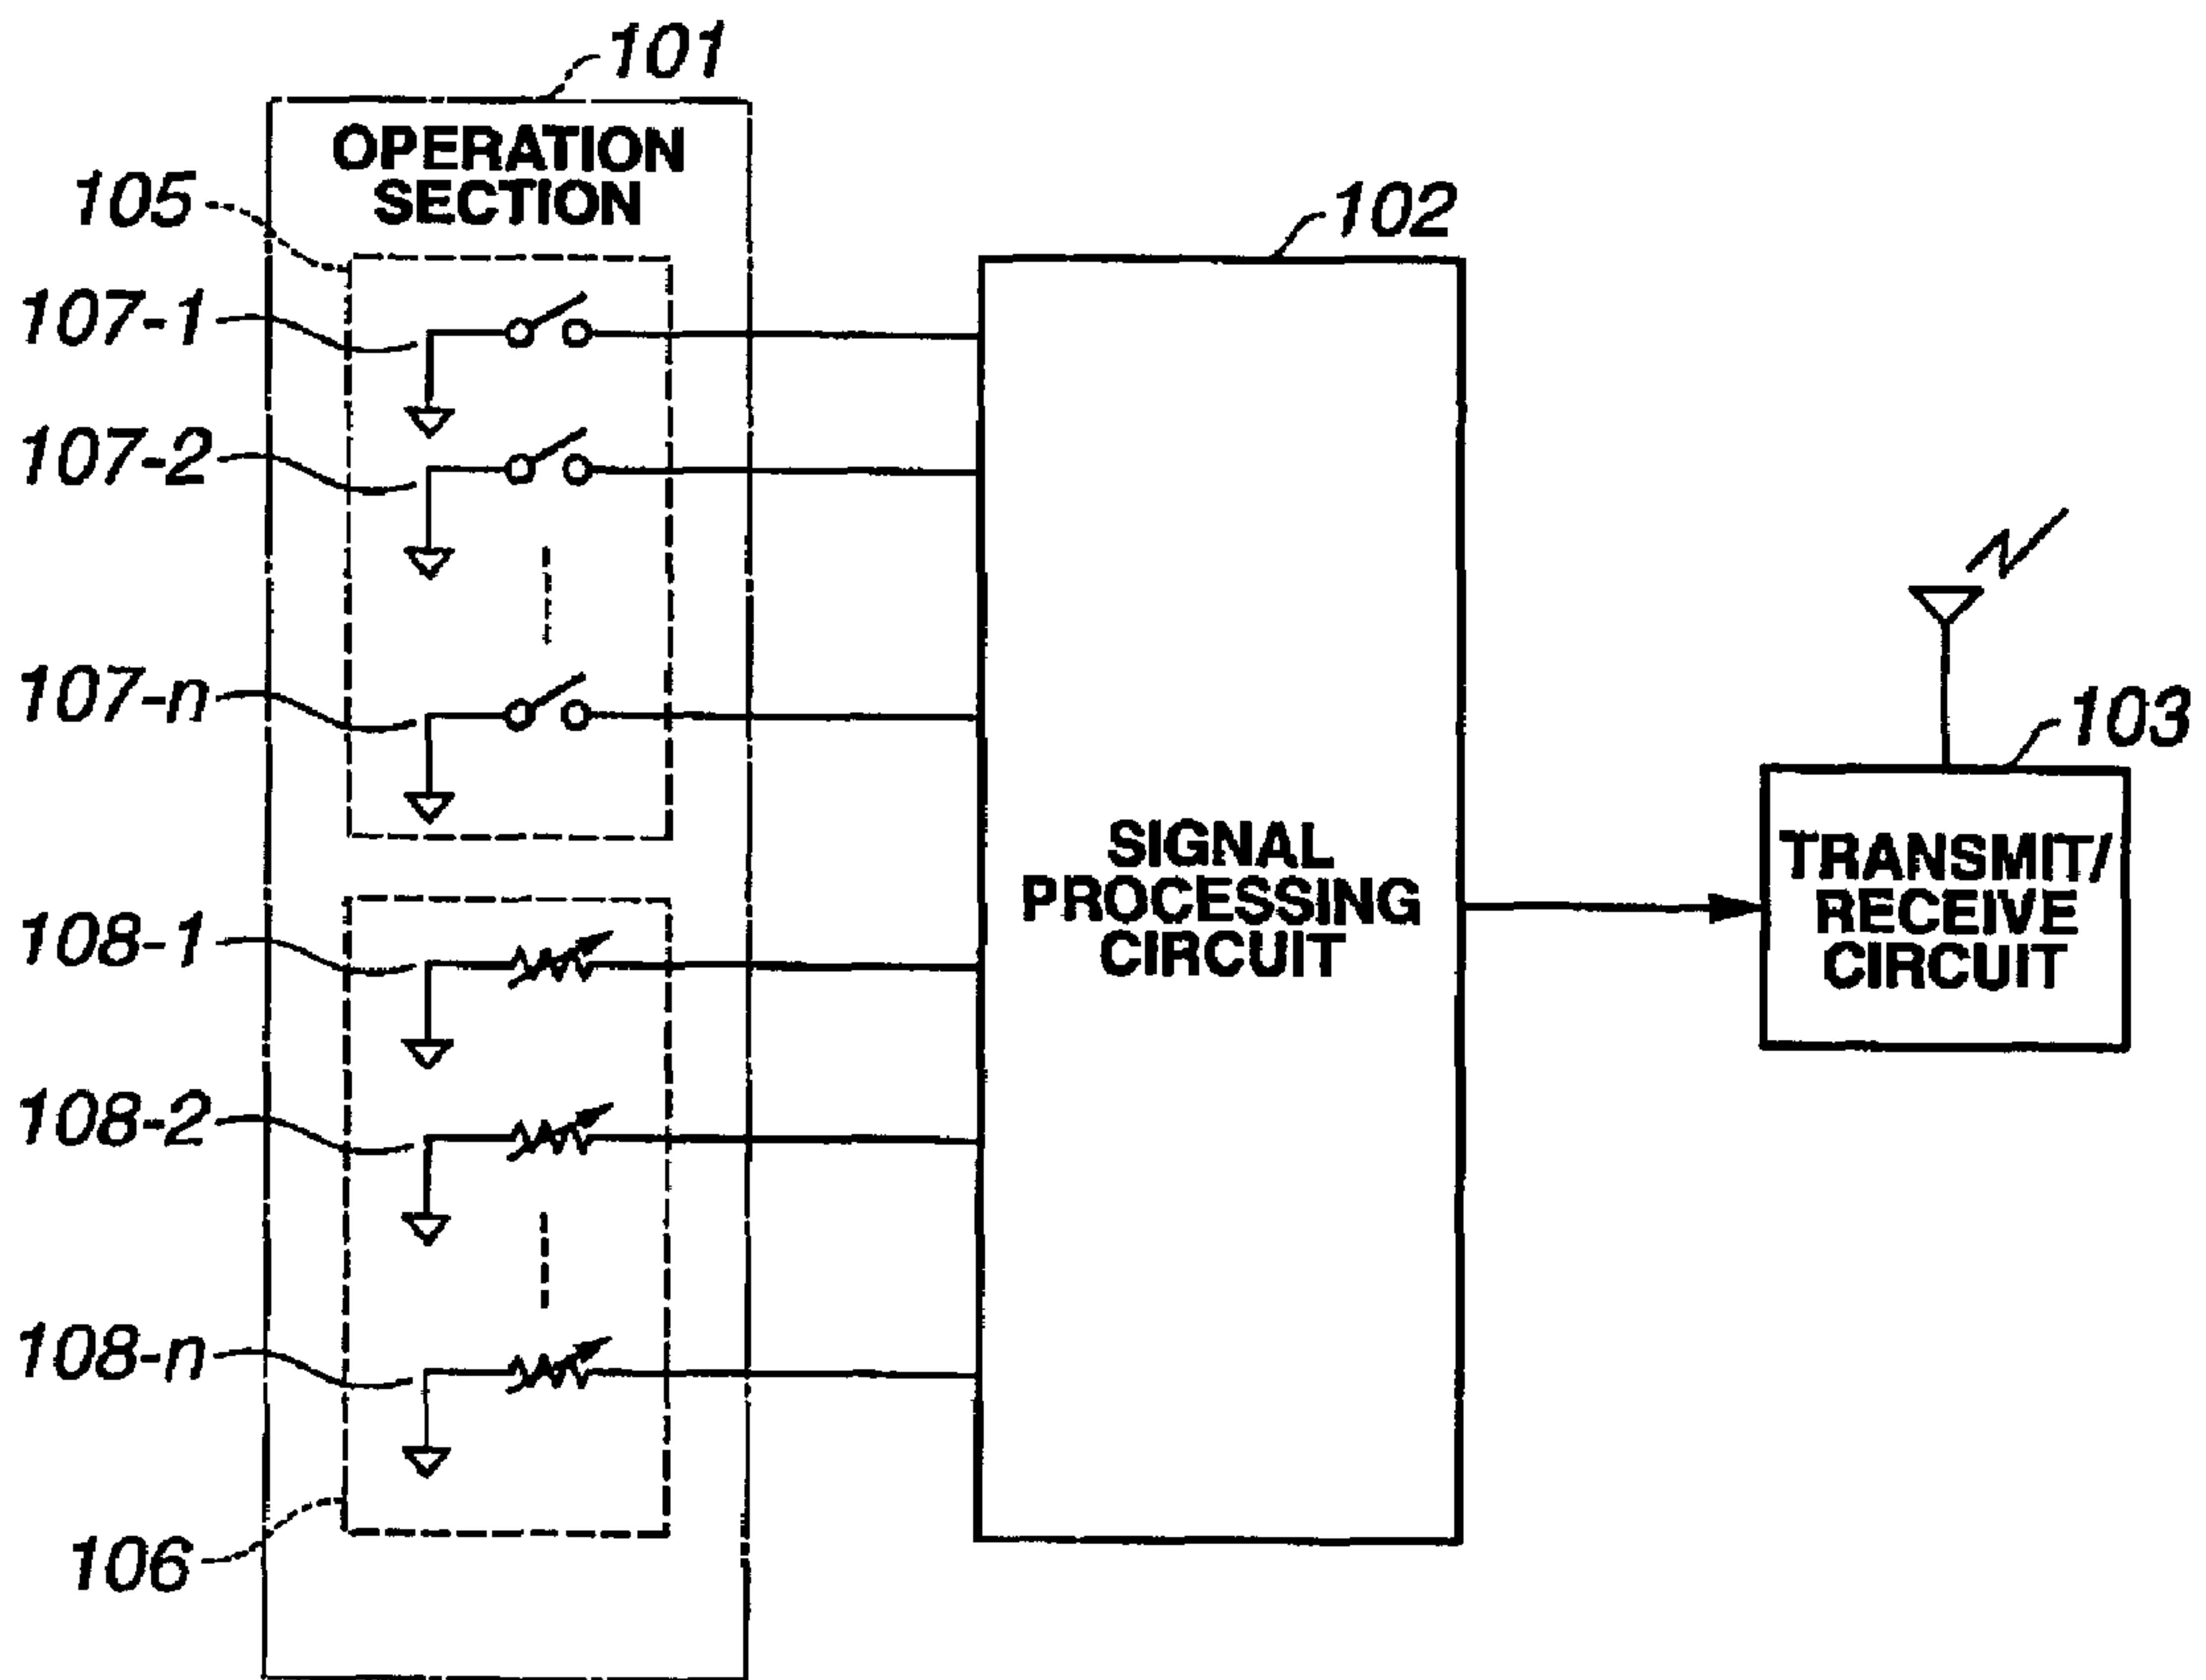 101
OPERATION
SECTION
105
102
107-1
107-2
107-n
103
SIGNAL
PROCESSING
CIRCUIT
TRANSMIT/
RECEIVE
CIRCUIT
108-1
108-2
108-n
106